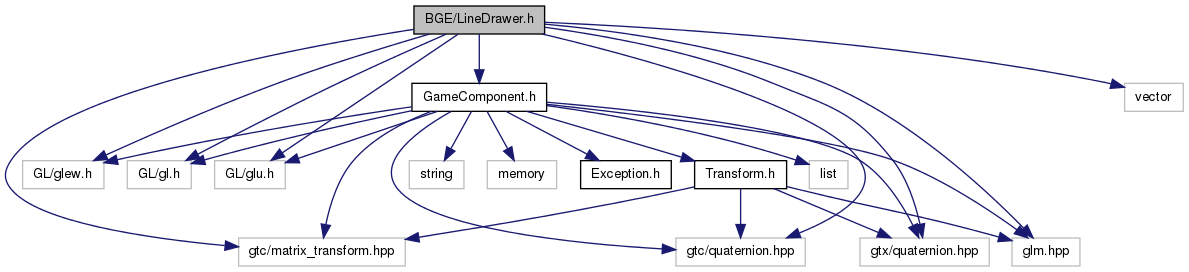 BGE/LineDrawer.h
GameComponent.h
vector
GL/glew.h
GL/gl.h
GL/glu.h
string
memory
Exception.h
Transform.h
list
gtc/matrix_transform.hpp
gtc/quaternion.hpp
gtx/quaternion.hpp
glm.hpp